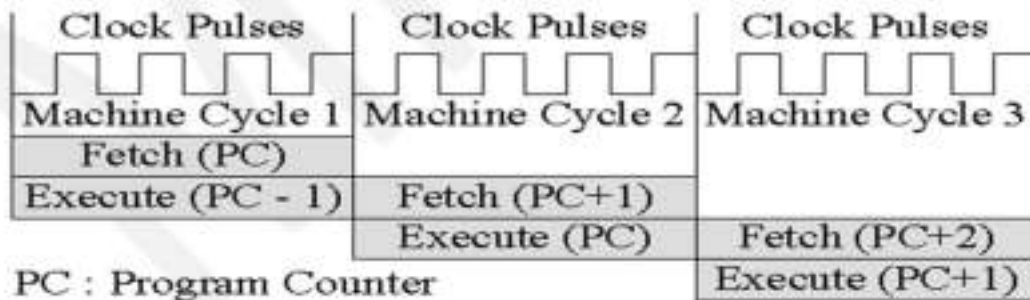 Clock Pulses Clock Pulses Clock Pulses
Machine Cycle 1 Machine Cycle 2 Machine Cycle 3
Fetch (PC)
Execute (PC - 1) Fetch (PC+1)
Execute (PC) Fetch (PC+2)
PC : Program Counter Execute (PC+1)